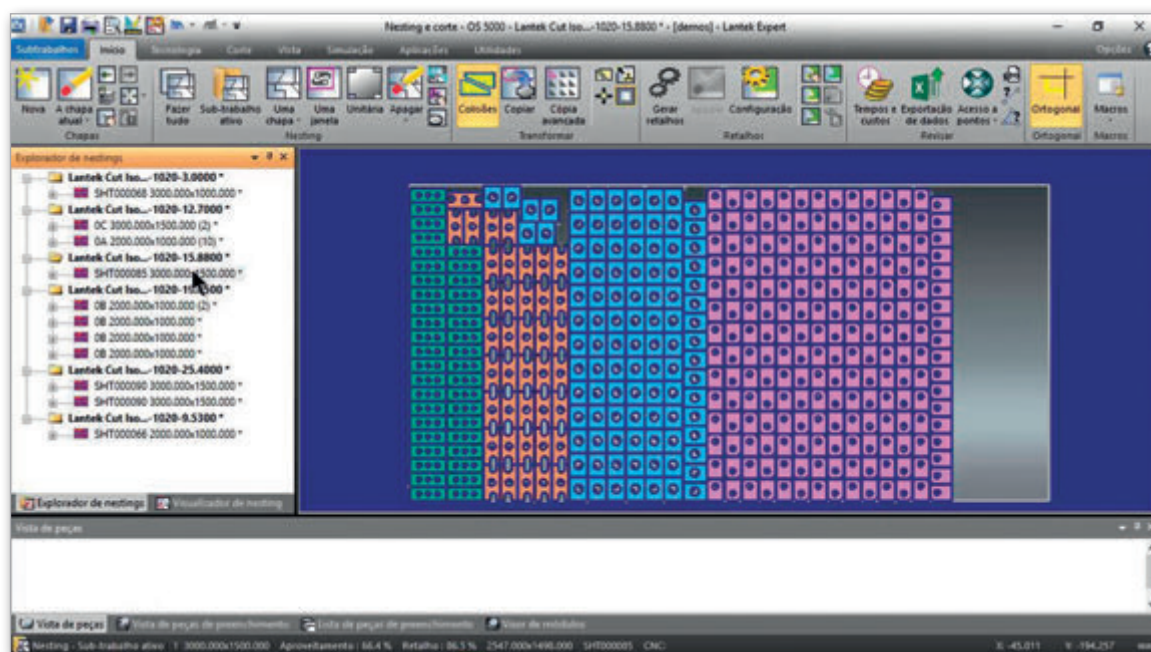 Nesting e corte - OS 5000 - Lantek Cut Iso...-1020-15.8800 * - [demos] - Lantek Expert
Subtrabalhos Início Tecnologia Corte Vista Simulação Aplicações Utilidades Opções
Nova A chapa atual Fazer tudo Sub-trabalho ativo Uma chapa Uma janela Unitária Apagar Colisões Copiar Cópia avançada Gerar retalhos Configuração Tempos e custos Exportação de dados Acesso a pontos Ortogonal Macros
Chapas Nesting Transformar Retalhos Revisar Ortogonal Macros
Explorador de nestings
Lantek Cut Iso...-1020-3.0000 *
SHT000068 3000.000x1000.000 *
Lantek Cut Iso...-1020-12.7000 *
0C 3000.000x1500.000 (2) *
0A 2000.000x1000.000 (10) *
Lantek Cut Iso...-1020-15.8800 *
SHT000085 3000.000x1500.000 *
Lantek Cut Iso...-1020-19.0500 *
0B 2000.000x1000.000 (2) *
0B 2000.000x1000.000 *
0B 2000.000x1000.000 *
0B 2000.000x1000.000 *
Lantek Cut Iso...-1020-25.4000 *
SHT000090 3000.000x1500.000 *
SHT000090 3000.000x1500.000 *
Lantek Cut Iso...-1020-9.5300 *
SHT000066 2000.000x1000.000 *
Explorador de nestings Visualizador de nesting
Vista de peças
Vista de peças Vista de peças de preenchimento Lista de peças de preenchimento Visor de módulos
Nesting - Sub-trabalho ativo 1 3000.000x1500.000 Aproveitamento : 66.4 % Retalho : 86.5 % 2547.000x1490.000 SHT000085 CNC: X: -45.011 Y: -194.257